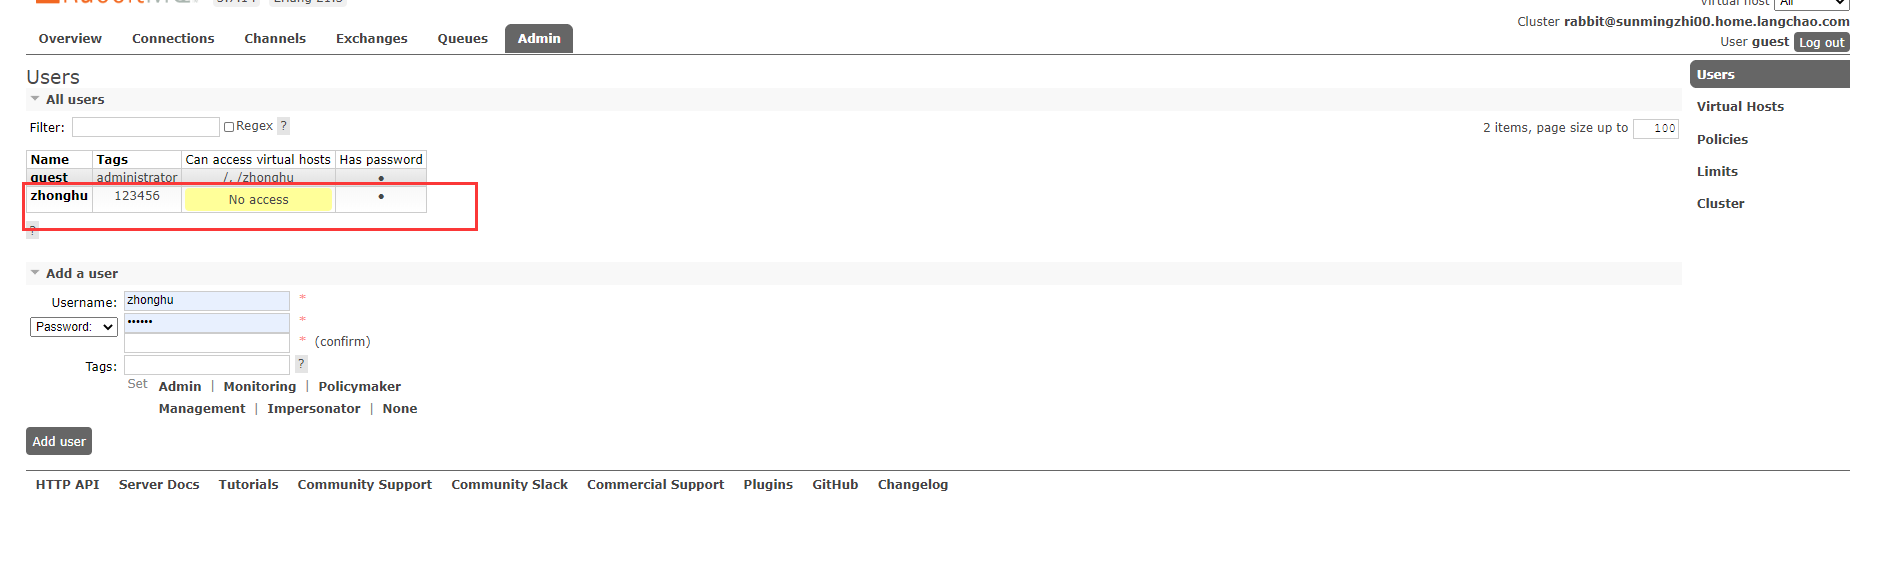 Virtual host All
Cluster rabbit@sunmingzhi00.home.langchao.com
User guest Log out
Overview Connections Channels Exchanges Queues Admin
Users
All users
Filter: Regex ?
2 items, page size up to 100
Name Tags Can access virtual hosts Has password
guest administrator /, /zhonghu ●
zhonghu 123456 No access ●
?
Add a user
Username: zhonghu *
Password: •••••• *
* (confirm)
Tags: ?
Set Admin | Monitoring | Policymaker
Management | Impersonator | None
Add user
Users
Virtual Hosts
Policies
Limits
Cluster
HTTP API Server Docs Tutorials Community Support Community Slack Commercial Support Plugins GitHub Changelog